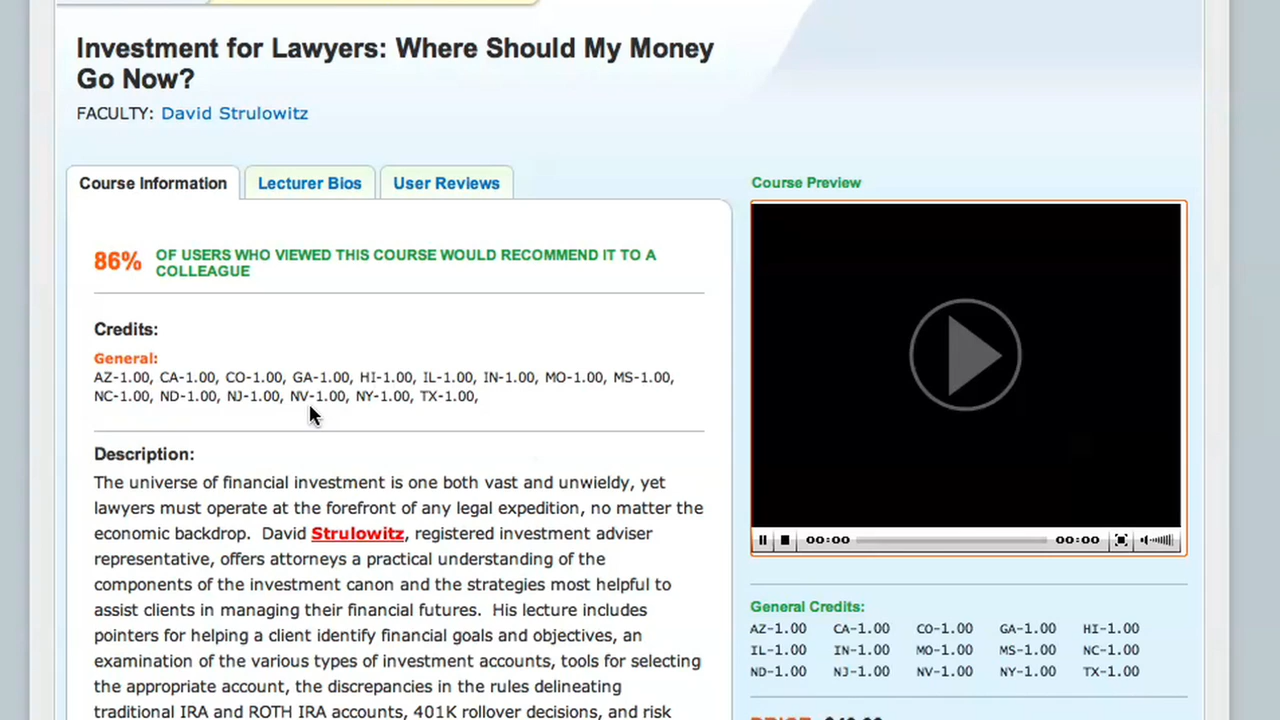 Investment for Lawyers: Where Should My Money
Go Now?
FACULTY: David Strulowitz
Course Information
Lecturer Bios
User Reviews
86% OF USERS WHO VIEWED THIS COURSE WOULD RECOMMEND IT TO A
COLLEAGUE
Credits:
General:
AZ-1.00, CA-1.00, CO-1.00, GA-1.00, HI-1.00, IL-1.00, IN-1.00, MO-1.00, MS-1.00,
NC-1.00, ND-1.00, NJ-1.00, NV-1.00, NY-1.00, TX-1.00,
Description:
The universe of financial investment is one both vast and unwieldy, yet
lawyers must operate at the forefront of any legal expedition, no matter the
economic backdrop. David Strulowitz, registered investment adviser
representative, offers attorneys a practical understanding of the
components of the investment canon and the strategies most helpful to
assist clients in managing their financial futures. His lecture includes
pointers for helping a client identify financial goals and objectives, an
examination of the various types of investment accounts, tools for selecting
the appropriate account, the discrepancies in the rules delineating
traditional IRA and ROTH IRA accounts, 401K rollover decisions, and risk
Course Preview
00:00 00:00
General Credits:
AZ-1.00 CA-1.00 CO-1.00 GA-1.00 HI-1.00
IL-1.00 IN-1.00 MO-1.00 MS-1.00 NC-1.00
ND-1.00 NJ-1.00 NV-1.00 NY-1.00 TX-1.00